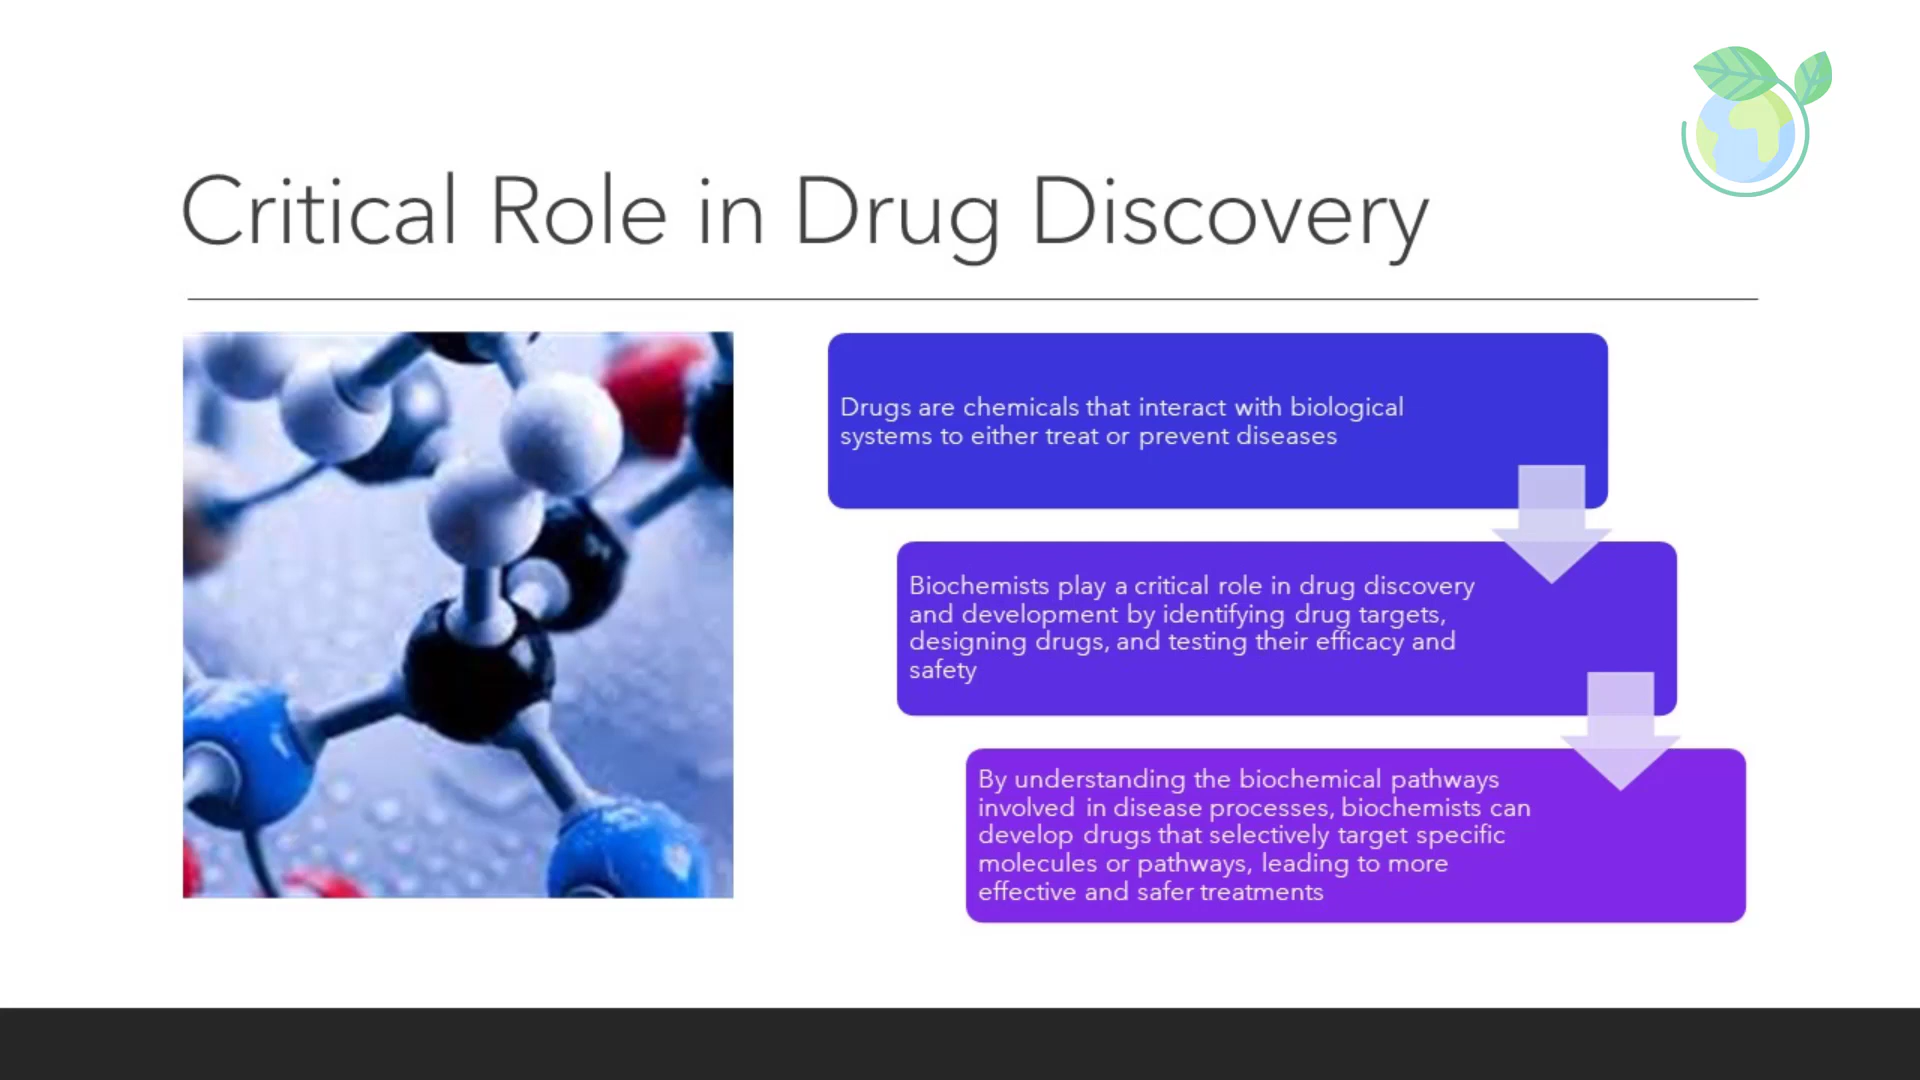 Critical Role in Drug Discovery
Drugs are chemicals that interact with biological
systems to either treat or prevent diseases
Biochemists play a critical role in drug discovery
and development by identifying drug targets,
designing drugs, and testing their efficacy and
safety
By understanding the biochemical pathways
involved in disease processes, biochemists can
develop drugs that selectively target specific
molecules or pathways, leading to more
effective and safer treatments